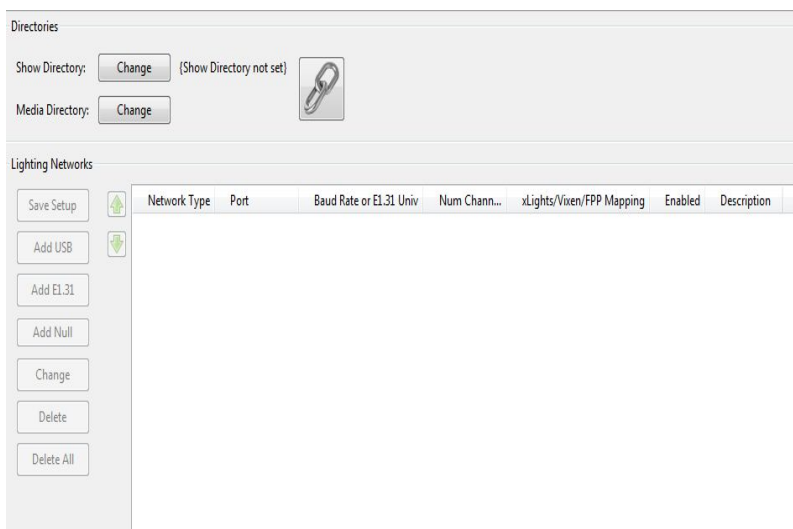 Directories
Show Directory: Change {Show Directory not set}
Media Directory: Change
Lighting Networks
Save Setup
Network Type Port Baud Rate or E1.31 Univ Num Chann... xLights/Vixen/FPP Mapping Enabled Description
Add USB
Add E1.31
Add Null
Change
Delete
Delete All